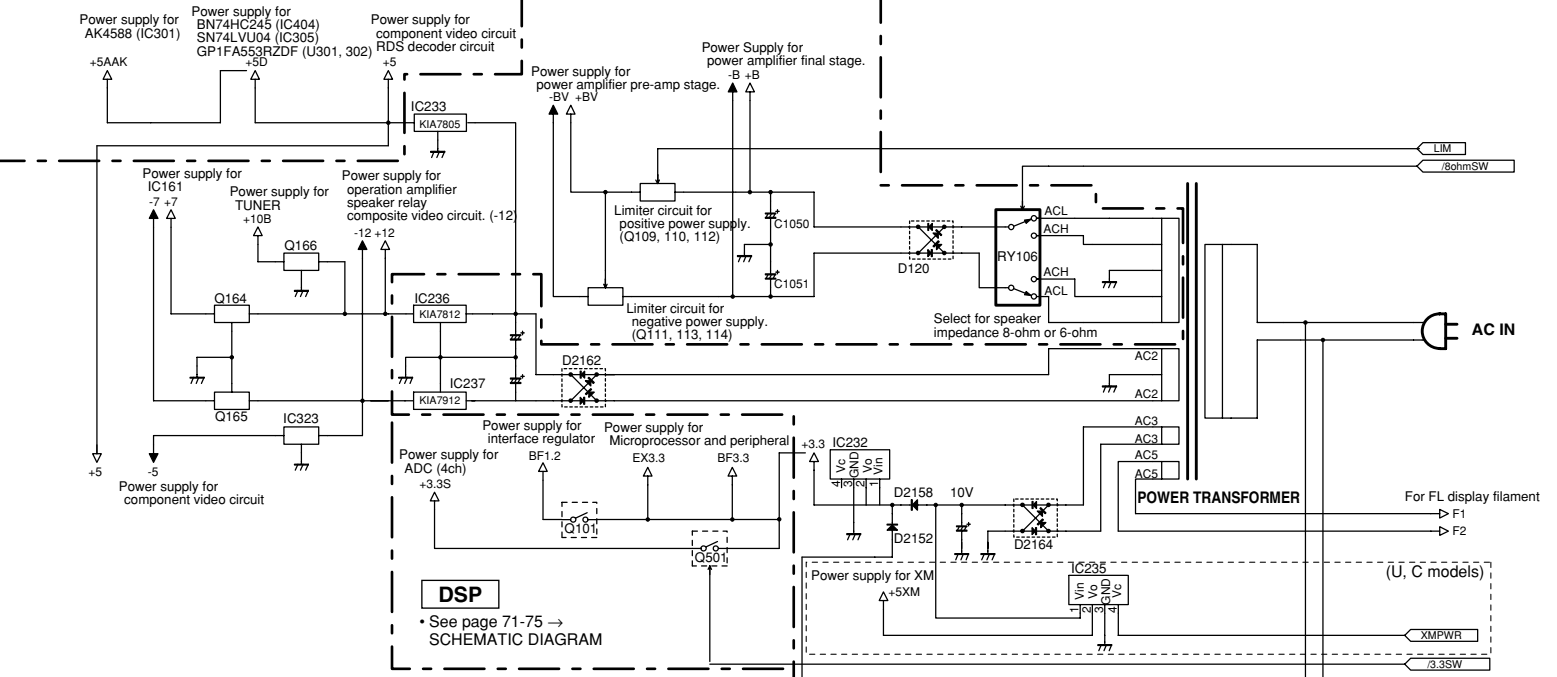 Power supply for
AK4588 (IC301)
+5AAK
Power supply for
BN74HC245 (IC404)
SN74LVU04 (IC305)
GP1FA553RZDF (U301, 302)
+5D
Power supply for
component video circuit
RDS decoder circuit
+5
IC233
KIA7805
Power supply for
power amplifier pre-amp stage.
-BV +BV
Power Supply for
power amplifier final stage.
-B +B
LIM
/8ohmSW
Power supply for
IC161
-7 +7
Power supply for
TUNER
+10B
Power supply for
operation amplifier
speaker relay
composite video circuit. (-12)
-12 +12
Q166
Q164
Q165
IC323
IC236
KIA7812
IC237
KIA7912
Limiter circuit for
positive power supply.
(Q109, 110, 112)
Limiter circuit for
negative power supply.
(Q111, 113, 114)
+
C1050
+
C1051
D120
RY106
ACL
ACH
ACH
ACL
Select for speaker
impedance 8-ohm or 6-ohm
AC IN
+
+
D2162
AC2
AC2
AC3
AC3
AC5
AC5
POWER TRANSFORMER
For FL display filament
F1
F2
+5
-5
Power supply for
component video circuit
Power supply for
ADC (4ch)
+3.3S
Power supply for
interface regulator
BF1.2
Power supply for
Microprocessor and peripheral
EX3.3
BF3.3
Q101
Q501
+3.3
IC232
Vc
GND
Vo
Vin
4
3
2
1
D2158
D2152
10V
+
D2164
DSP
• See page 71-75 →
SCHEMATIC DIAGRAM
Power supply for XM
+5XM
IC235
Vin
Vo
GND
Vc
1
2
3
4
(U, C models)
XMPWR
/3.3SW